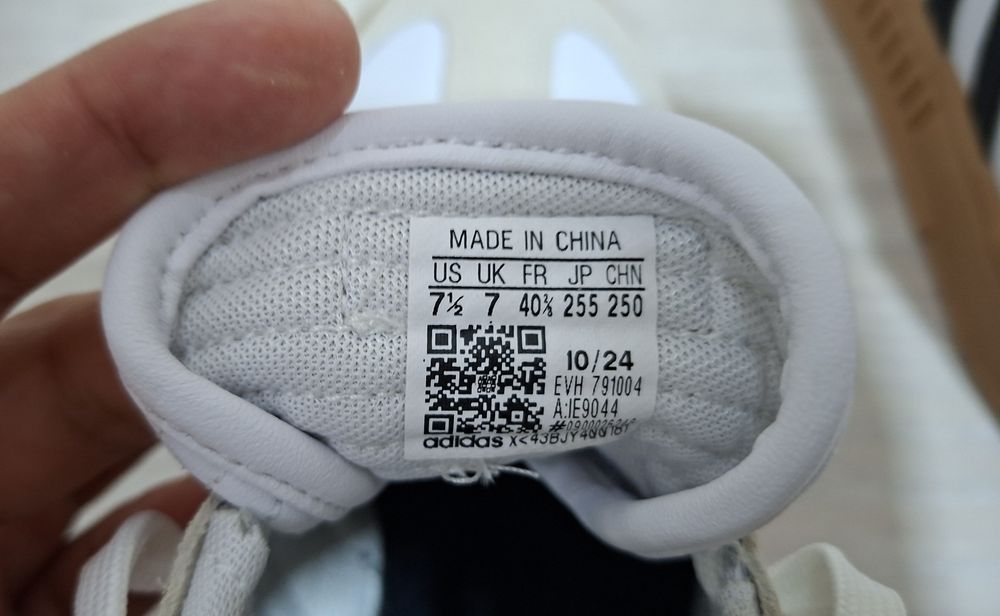 MADE IN CHINA
US UK FR JP CHN
7½ 7 40⅔ 255 250
10/24
EVH 791004
A:IE9044
adidas